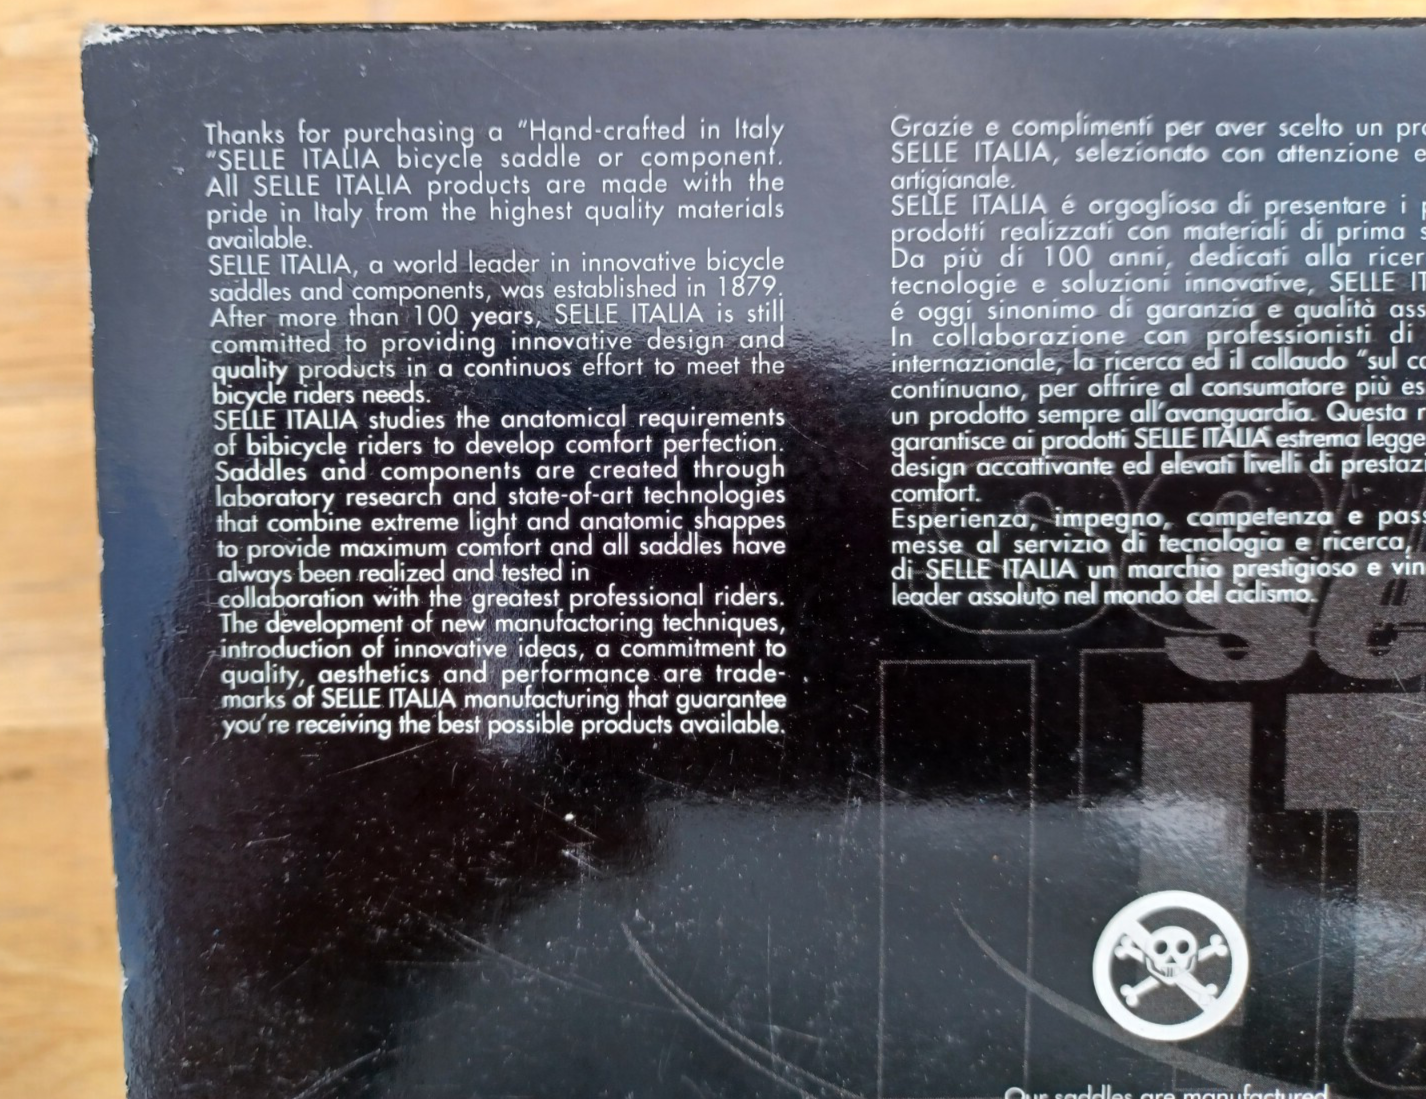 Thanks for purchasing a "Hand-crafted in Italy
"SELLE ITALIA bicycle saddle or component.
All SELLE ITALIA products are made with the
pride in Italy from the highest quality materials
available.
SELLE ITALIA, a world leader in innovative bicycle
saddles and components, was established in 1879.
After more than 100 years, SELLE ITALIA is still
committed to providing innovative design and
quality products in a continuos effort to meet the
bicycle riders needs.
SELLE ITALIA studies the anatomical requirements
of bibicycle riders to develop comfort perfection.
Saddles and components are created through
laboratory research and state-of-art technologies
that combine extreme light and anatomic shappes
to provide maximum comfort and all saddles have
always been realized and tested in
collaboration with the greatest professional riders.
The development of new manufactoring techniques,
introduction of innovative ideas, a commitment to
quality, aesthetics and performance are trade-
marks of SELLE ITALIA manufacturing that guarantee
you're receiving the best possible products available.
Grazie e complimenti per aver scelto un
SELLE ITALIA, selezionato con attenzione e
artigianale.
SELLE ITALIA é orgogliosa di presentare i
prodotti realizzati con materiali di prima
Da più di 100 anni, dedicati alla
tecnologie e soluzioni innovative, SELLE
é oggi sinonimo di garanzia e qualità
In collaborazione con professionisti di
internazionale, la ricerca ed il collaudo "sul
continuano, per offrire al consumatore più
un prodotto sempre all'avanguardia. Questa
garantisce ai prodotti SELLE ITALIA estrema
design accattivante ed elevati livelli di
comfort.
Esperienza, impegno, competenza e
messe al servizio di tecnologia e ricerca,
di SELLE ITALIA un marchio prestigioso e
leader assoluto nel mondo del ciclismo.
Our saddles are manufactured